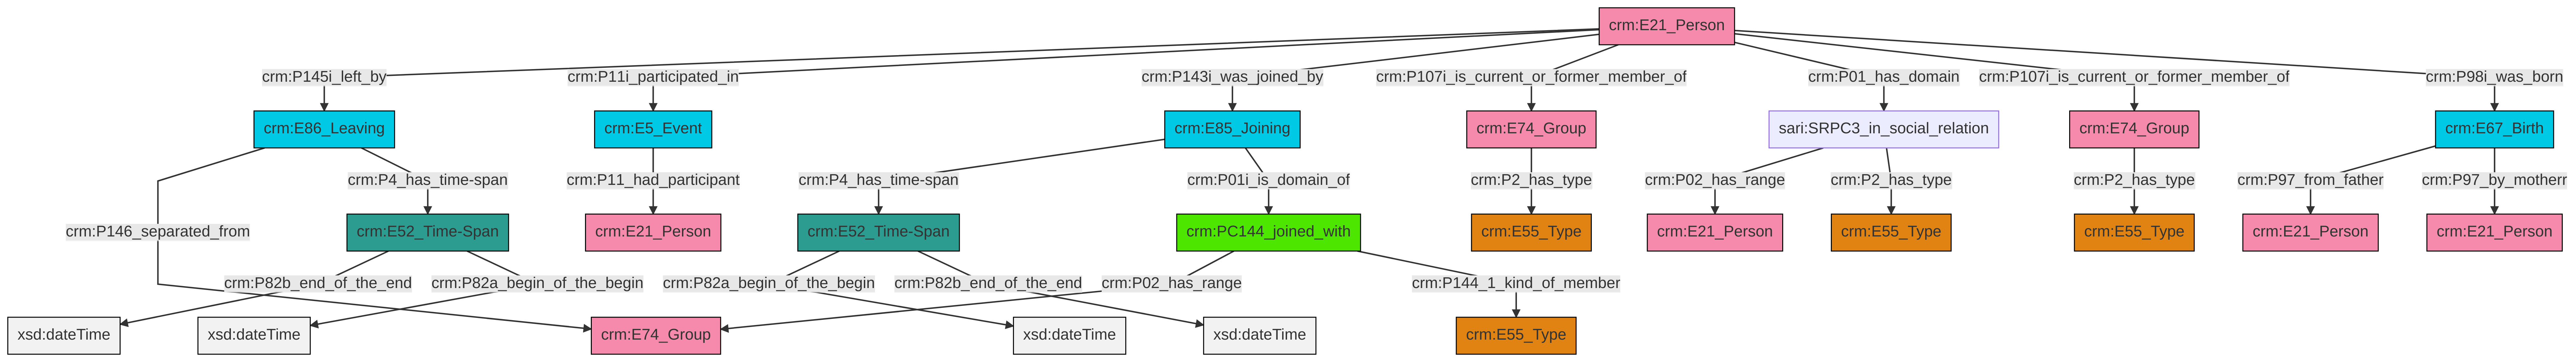 crm:E21_Person
crm:P145i_left_by
crm:P11i_participated_in
crm:P143i_was_joined_by
crm:P107i_is_current_or_former_member_of
crm:P01_has_domain
crm:P107i_is_current_or_former_member_of
crm:P98i_was_born
crm:E86_Leaving
crm:E5_Event
crm:E85_Joining
crm:E74_Group
sari:SRPC3_in_social_relation
crm:E74_Group
crm:E67_Birth
crm:P4_has_time-span
crm:P11_had_participant
crm:P4_has_time-span
crm:P01i_is_domain_of
crm:P2_has_type
crm:P02_has_range
crm:P2_has_type
crm:P2_has_type
crm:P97_from_father
crm:P97_by_motherr
crm:P146_separated_from
crm:E52_Time-Span
crm:E21_Person
crm:E52_Time-Span
crm:PC144_joined_with
crm:E55_Type
crm:E21_Person
crm:E55_Type
crm:E55_Type
crm:E21_Person
crm:E21_Person
crm:P82b_end_of_the_end
crm:P82a_begin_of_the_begin
crm:P82a_begin_of_the_begin
crm:P82b_end_of_the_end
crm:P02_has_range
crm:P144_1_kind_of_member
xsd:dateTime
xsd:dateTime
crm:E74_Group
xsd:dateTime
xsd:dateTime
crm:E55_Type